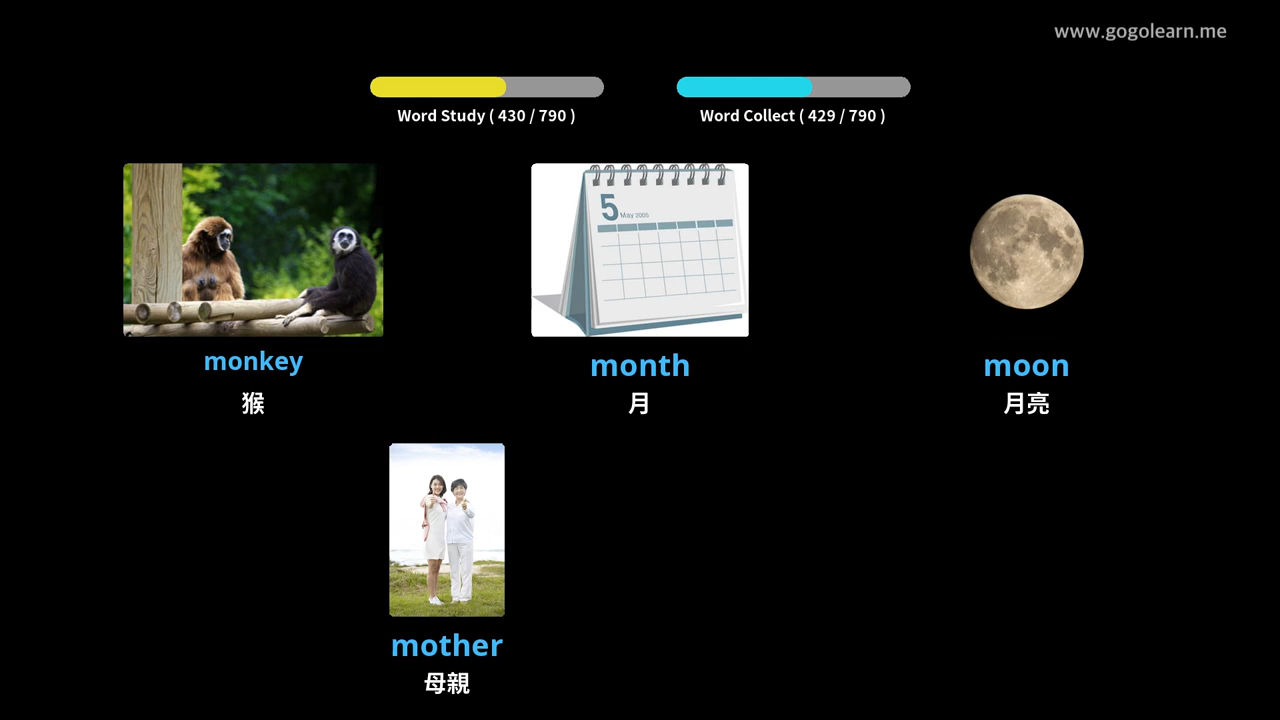 www.gogolearn.me
Word Study ( 430 / 790 )
Word Collect ( 429 / 790 )
5 May 2005
monkey
month
moon
猴
月
月亮
mother
母親